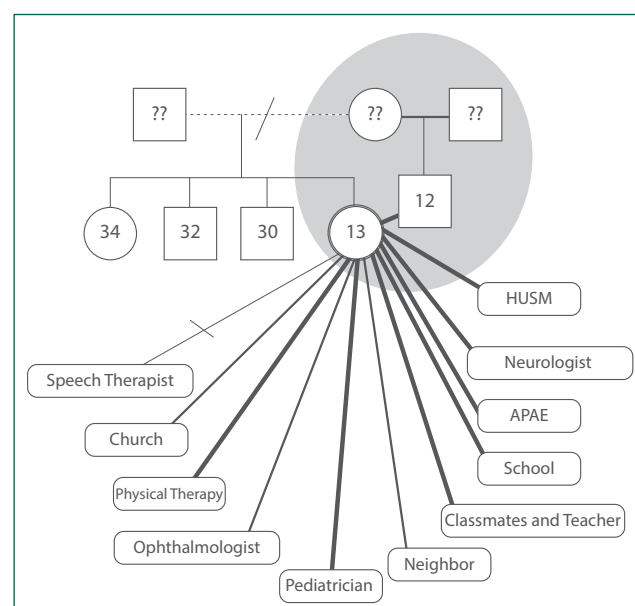 ??
??
??
34
32
30
13
12
HUSM
Neurologist
Speech Therapist
APAE
Church
School
Physical Therapy
Classmates and Teacher
Ophthalmologist
Neighbor
Pediatrician